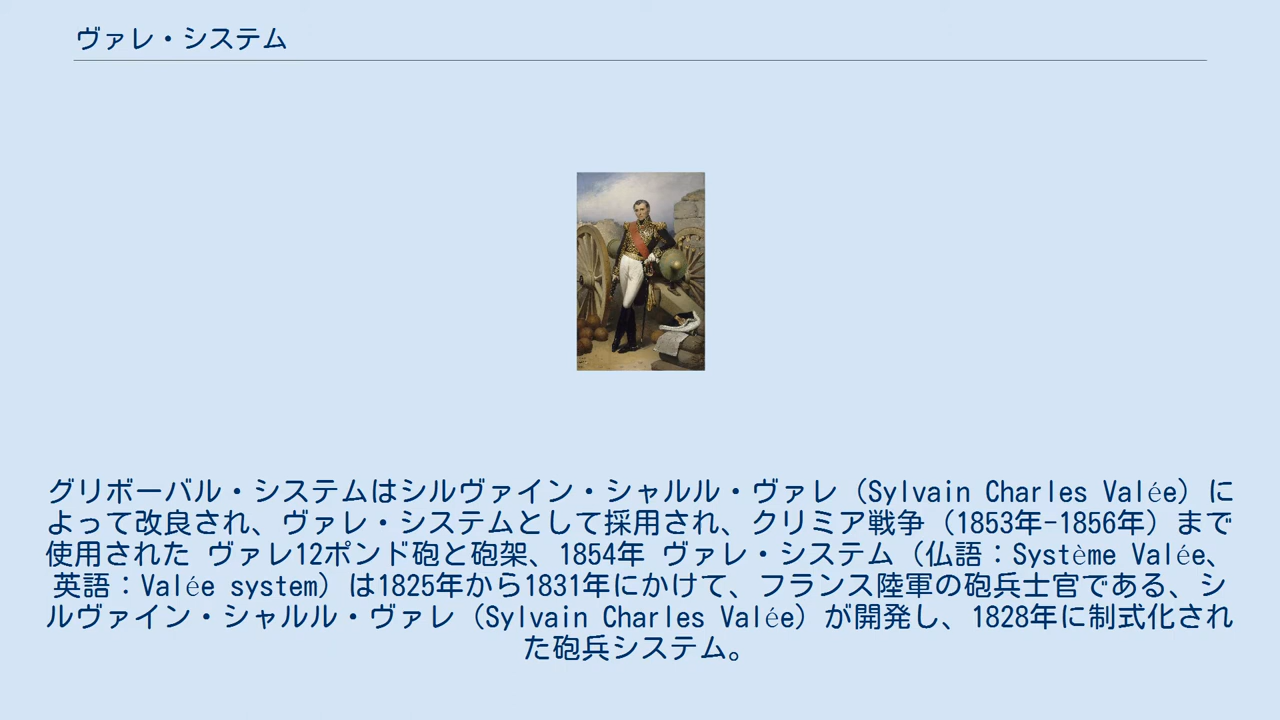 ヴァレ・システム
グリボーバル・システムはシルヴァイン・シャルル・ヴァレ（Sylvain Charles Valée）に
よって改良され、ヴァレ・システムとして採用され、クリミア戦争（1853年-1856年）まで
使用された ヴァレ12ポンド砲と砲架、1854年 ヴァレ・システム（仏語：Système Valée、
英語：Valée system）は1825年から1831年にかけて、フランス陸軍の砲兵士官である、シ
ルヴァイン・シャルル・ヴァレ（Sylvain Charles Valée）が開発し、1828年に制式化され
た砲兵システム。